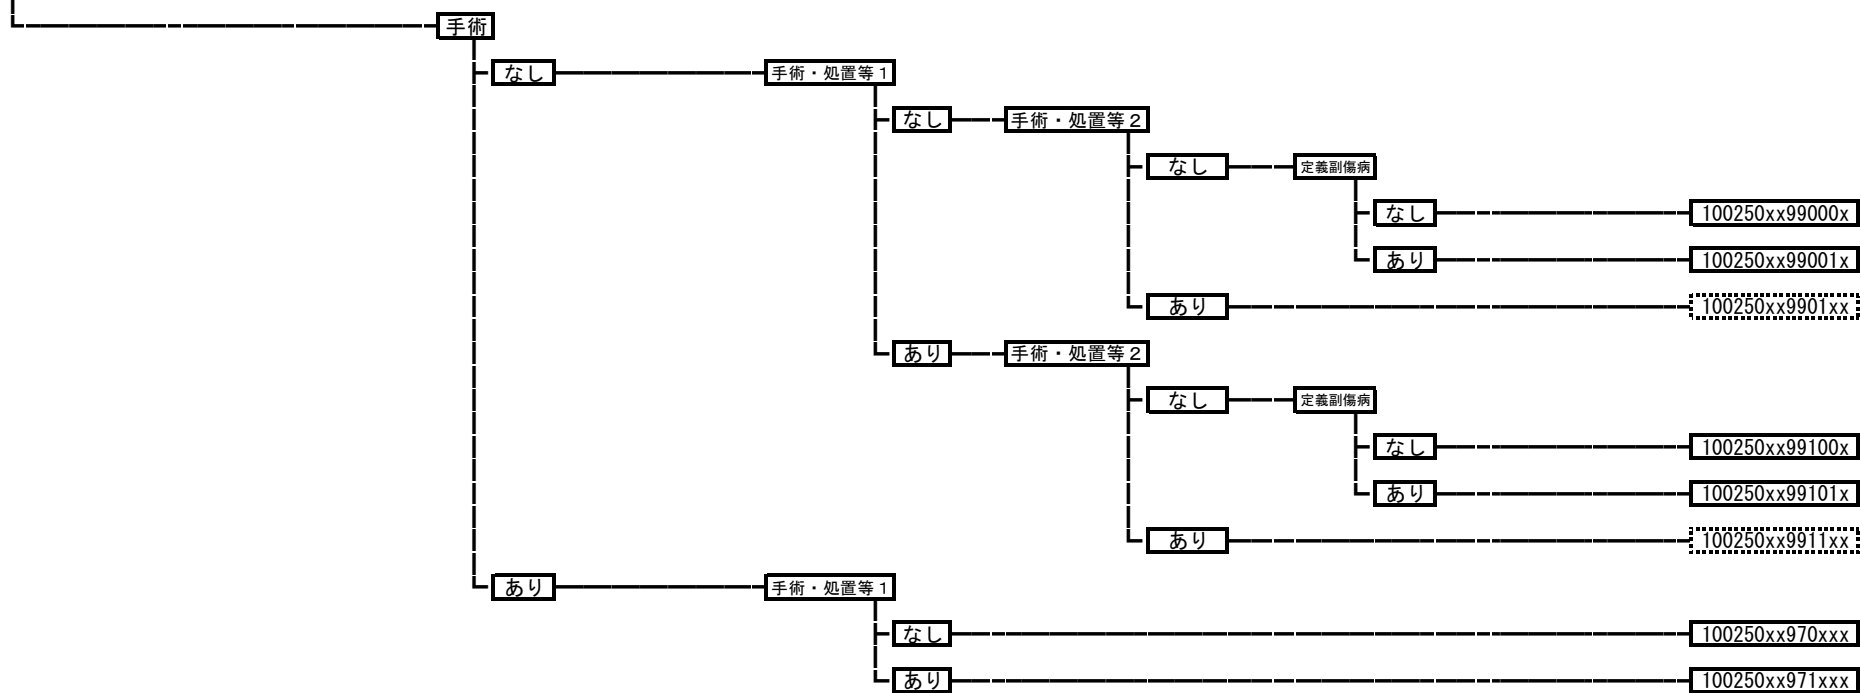 手術
なし 手術・処置等1
なし 手術・処置等2
なし 定義副傷病
なし 100250xx99000x
あり 100250xx99001x
あり 100250xx9901xx
あり 手術・処置等2
なし 定義副傷病
なし 100250xx99100x
あり 100250xx99101x
あり 100250xx9911xx
あり 手術・処置等1
なし 100250xx970xxx
あり 100250xx971xxx